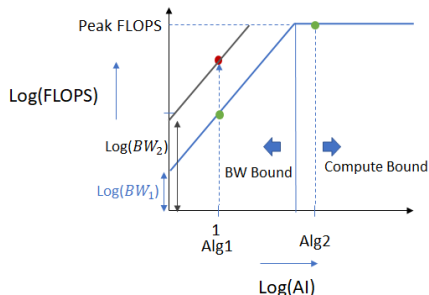 Peak FLOPS
Log(FLOPS)
Log(BW₂)
Log(BW₁)
BW Bound
Compute Bound
1
Alg1
Alg2
Log(AI)